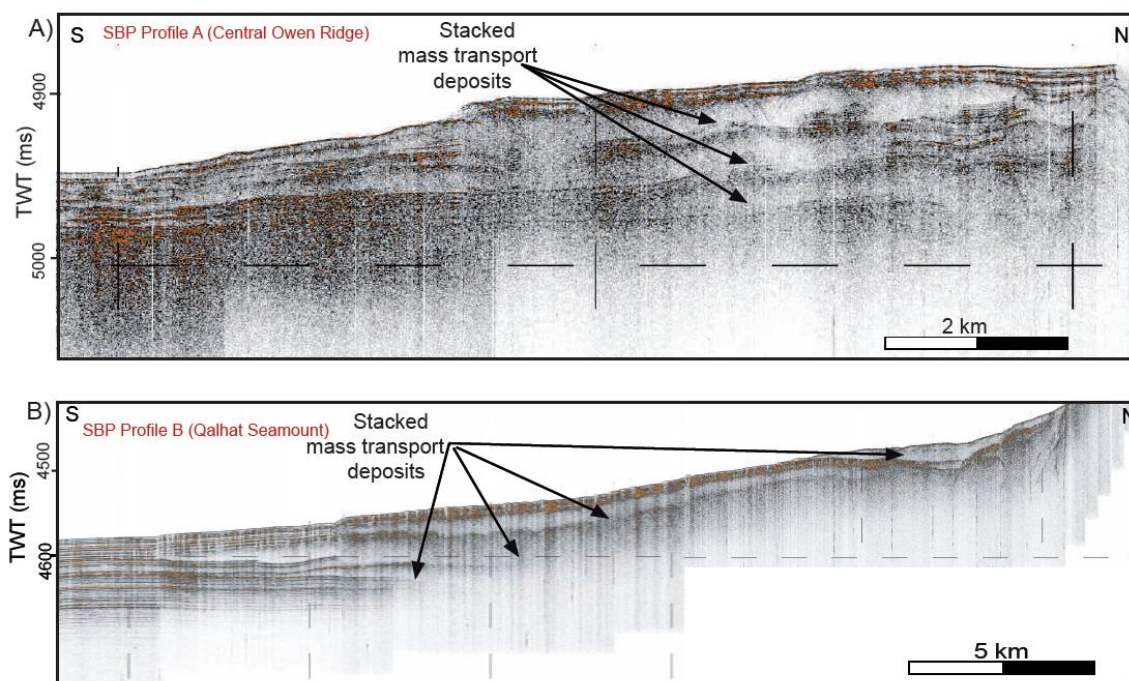 A)
S
SBP Profile A (Central Owen Ridge)
Stacked
mass transport
deposits
N
4900
TWT (ms)
5000
2 km
B)
S
SBP Profile B (Qalhat Seamount)
Stacked
mass transport
deposits
N
4500
TWT (ms)
4600
5 km